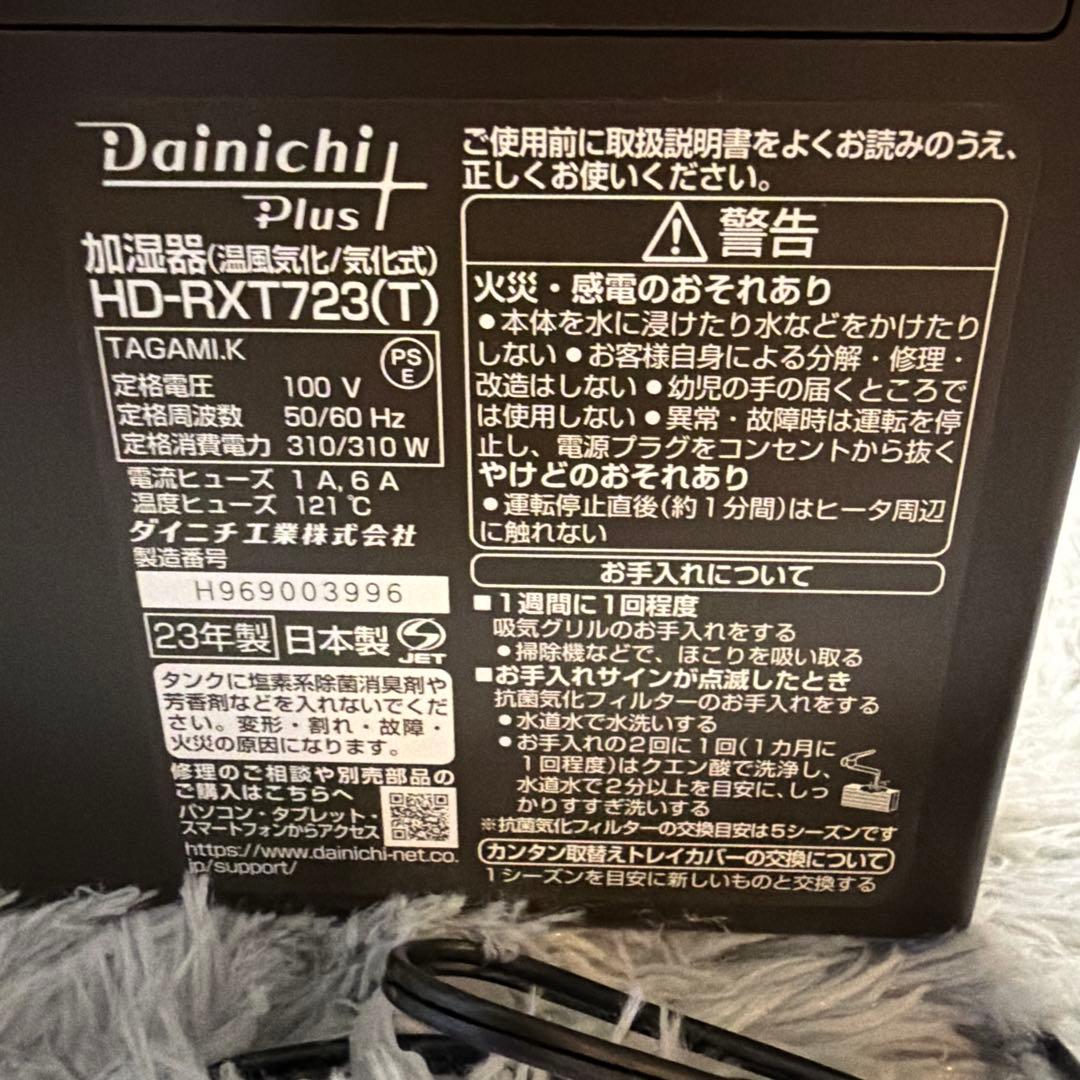 Dainichi
Plus
加湿器(温風気化/気化式)
HD-RXT723(T)
TAGAMI.K
PS
E
定格電圧 100 V
定格周波数 50/60 Hz
定格消費電力 310/310 W
電流ヒューズ 1 A, 6 A
温度ヒューズ 121 ℃
ダイニチ工業株式会社
製造番号
H969003996
23年製 日本製 JET
タンクに塩素系除菌消臭剤や
芳香剤などを入れないでくだ
さい。変形・割れ・故障・
火災の原因になります。
修理のご相談や別売部品の
ご購入はこちらへ
パソコン・タブレット・
スマートフォンからアクセス
https://www.dainichi-net.co.
jp/support/
ご使用前に取扱説明書をよくお読みのうえ、
正しくお使いください。
警告
火災・感電のおそれあり
●本体を水に浸けたり水などをかけたり
しない●お客様自身による分解・修理・
改造はしない●幼児の手の届くところで
は使用しない●異常・故障時は運転を停
止し、電源プラグをコンセントから抜く
やけどのおそれあり
●運転停止直後(約1分間)はヒータ周辺
に触れない
お手入れについて
■1週間に1回程度
吸気グリルのお手入れをする
●掃除機などで、ほこりを吸い取る
■お手入れサインが点滅したとき
抗菌気化フィルターのお手入れをする
●水道水で水洗いする
●お手入れの2回に1回(1カ月に
1回程度)はクエン酸で洗浄し、
水道水で2分以上を目安に、しっ
かりすすぎ洗いする
※抗菌気化フィルターの交換目安は5シーズンです
カンタン取替えトレイカバーの交換について
1シーズンを目安に新しいものと交換する